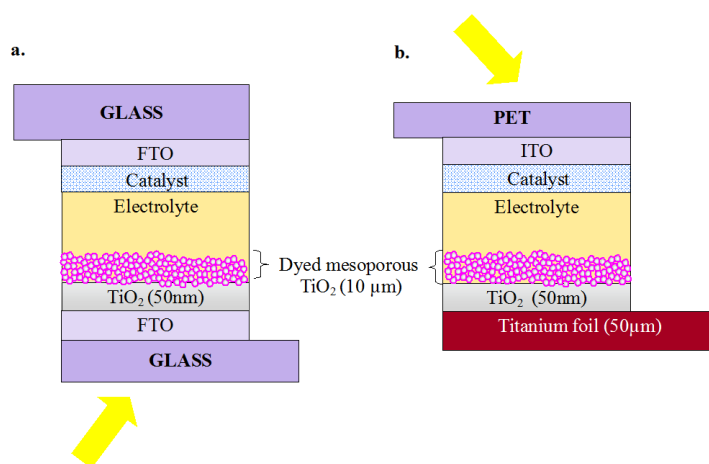 a.
GLASS
FTO
Catalyst
Electrolyte
Dyed mesoporous
TiO₂ (10 µm)
TiO₂ (50nm)
FTO
GLASS
b.
PET
ITO
Catalyst
Electrolyte
TiO₂ (50nm)
Titanium foil (50µm)